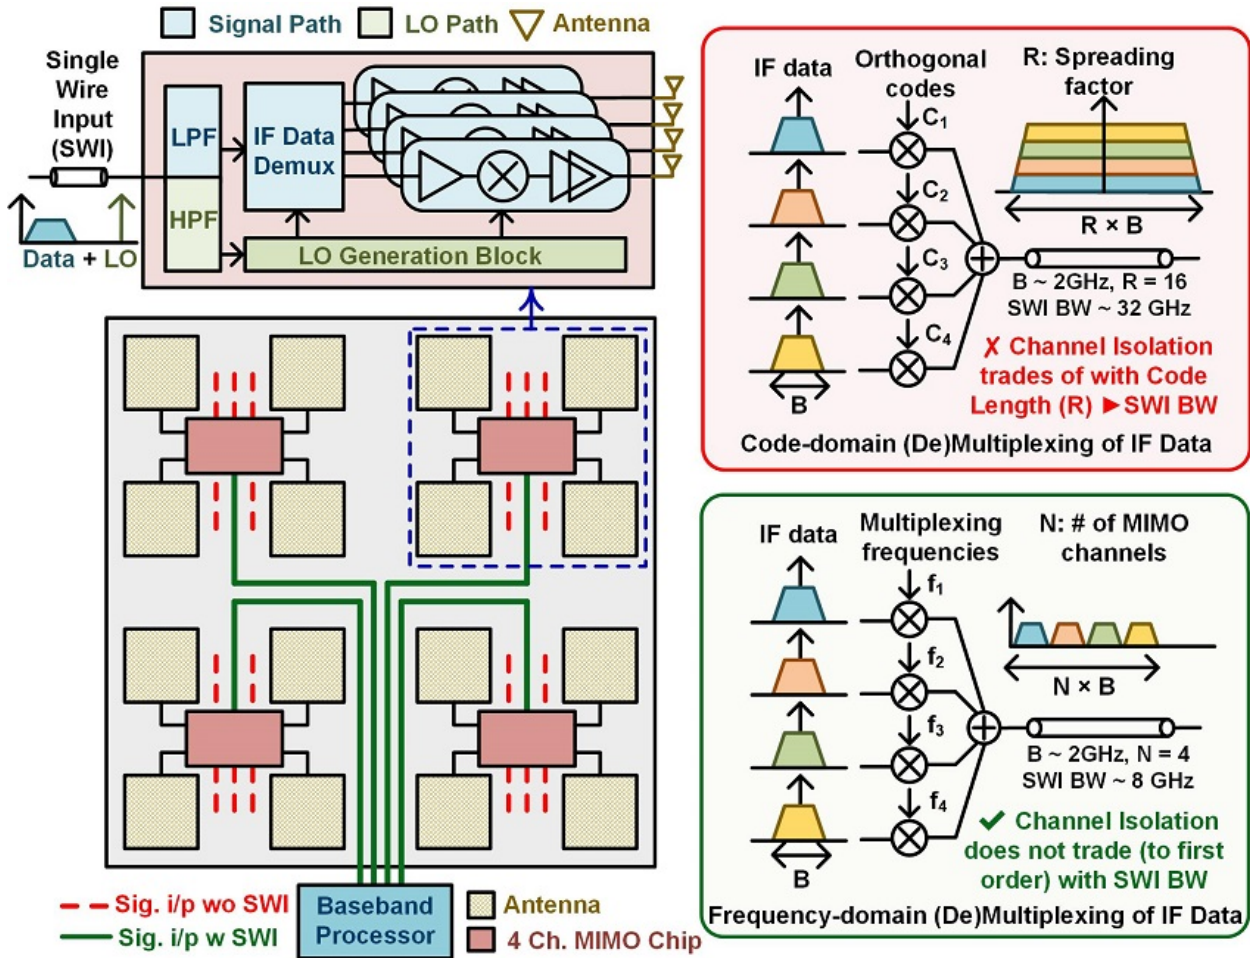 Signal Path
LO Path
Antenna
Single
Wire
Input
(SWI)
LPF
HPF
IF Data
Demux
LO Generation Block
Data + LO
Sig. i/p wo SWI
Sig. i/p w SWI
Baseband
Processor
Antenna
4 Ch. MIMO Chip
IF data
Orthogonal
codes
R: Spreading
factor
C1
C2
C3
C4
R × B
B ~ 2GHz, R = 16
SWI BW ~ 32 GHz
B
✗ Channel Isolation
trades of with Code
Length (R) ►SWI BW
Code-domain (De)Multiplexing of IF Data
IF data
Multiplexing
frequencies
N: # of MIMO
channels
f1
f2
f3
f4
N × B
B ~ 2GHz, N = 4
SWI BW ~ 8 GHz
B
✓ Channel Isolation
does not trade (to first
order) with SWI BW
Frequency-domain (De)Multiplexing of IF Data